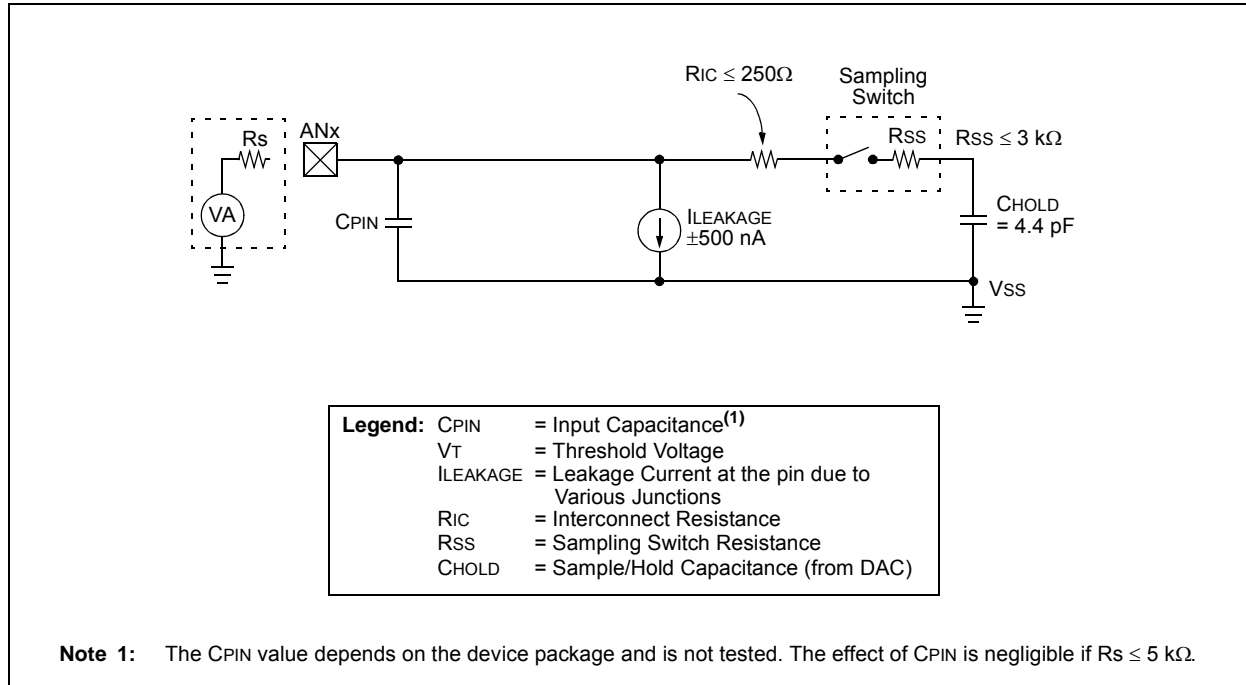 RIC ≤ 250Ω
Sampling
Switch
Rs
ANx
RSS
RSS ≤ 3 kΩ
VA
CPIN
ILEAKAGE
±500 nA
CHOLD
= 4.4 pF
VSS
Legend: CPIN = Input Capacitance(1)
VT = Threshold Voltage
ILEAKAGE = Leakage Current at the pin due to
Various Junctions
RIC = Interconnect Resistance
RSS = Sampling Switch Resistance
CHOLD = Sample/Hold Capacitance (from DAC)
Note 1: The CPIN value depends on the device package and is not tested. The effect of CPIN is negligible if Rs ≤ 5 kΩ.